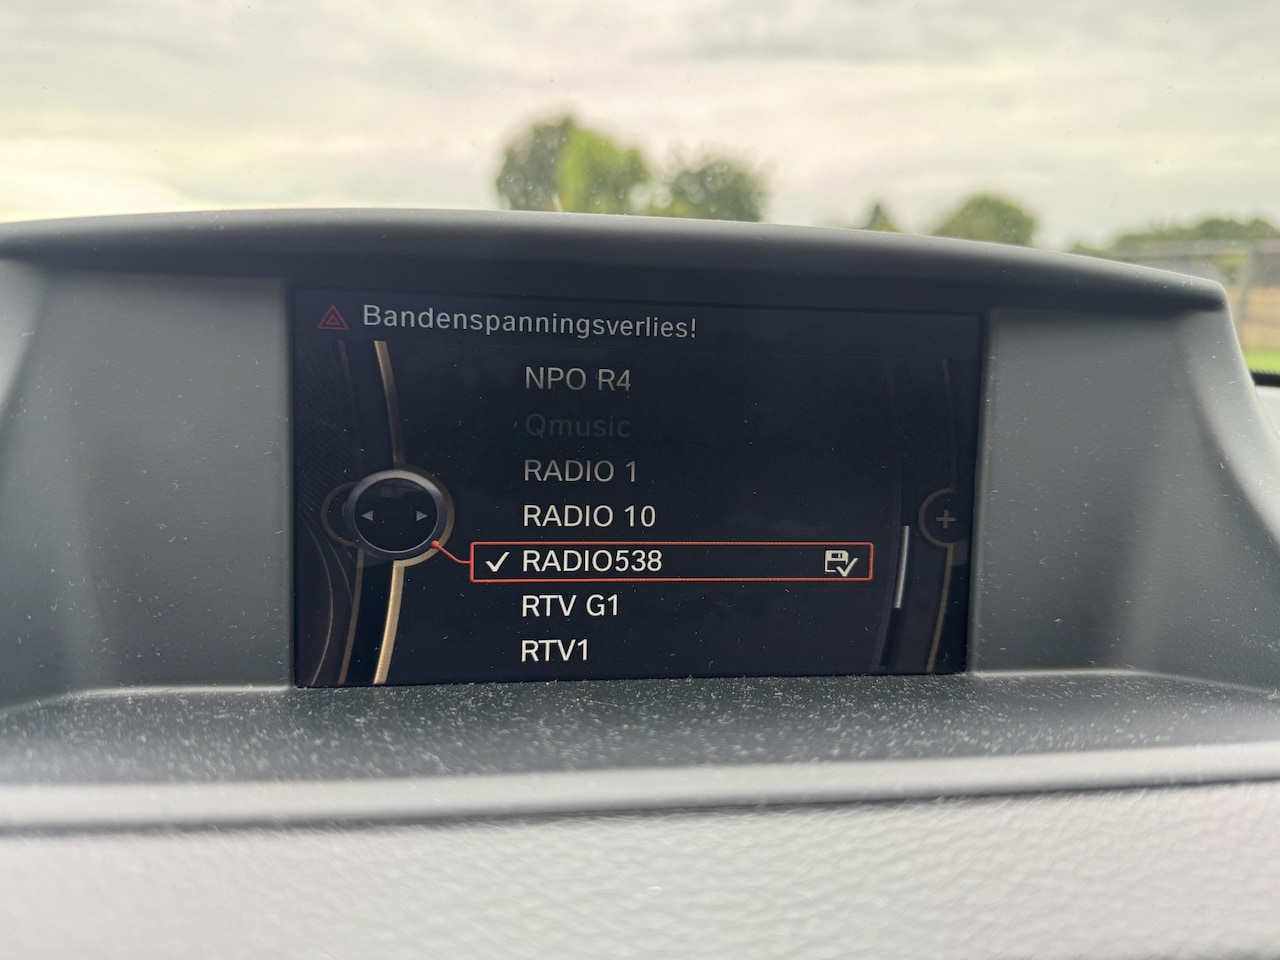 Bandenspanningsverlies!
NPO R4
Qmusic
RADIO 1
RADIO 10
RADIO538
RTV G1
RTV1